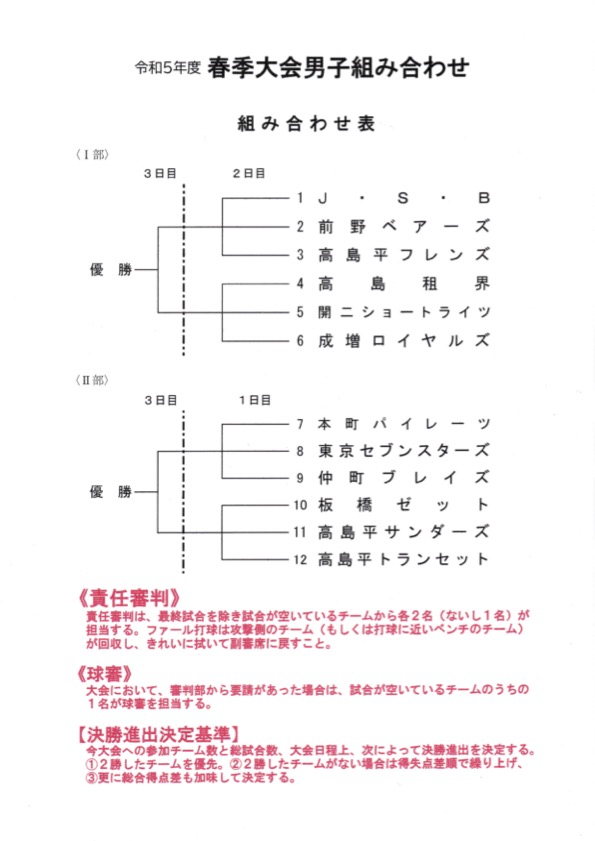 令和5年度 春季大会男子組み合わせ
組み合わせ表
〈Ⅰ部〉
3日目 2日目
1 J・S・B
2 前野ベアーズ
3 高島平フレンズ
優勝
4 高島租界
5 開二ショートライツ
6 成増ロイヤルズ
〈Ⅱ部〉
3日目 1日目
7 本町パイレーツ
8 東京セブンスターズ
9 仲町ブレイズ
優勝
10 板橋ゼット
11 高島平サンダーズ
12 高島平トランセット
《責任審判》
責任審判は、最終試合を除き試合が空いているチームから各2名（ないし1名）が
担当する。ファール打球は攻撃側のチーム（もしくは打球に近いベンチのチーム）
が回収し、きれいに拭いて副審席に戻すこと。
《球審》
大会において、審判部から要請があった場合は、試合が空いているチームのうちの
1名が球審を担当する。
【決勝進出決定基準】
今大会への参加チーム数と総試合数、大会日程上、次によって決勝進出を決定する。
①2勝したチームを優先。②2勝したチームがない場合は得失点差順で繰り上げ、
③更に総合得点差も加味して決定する。